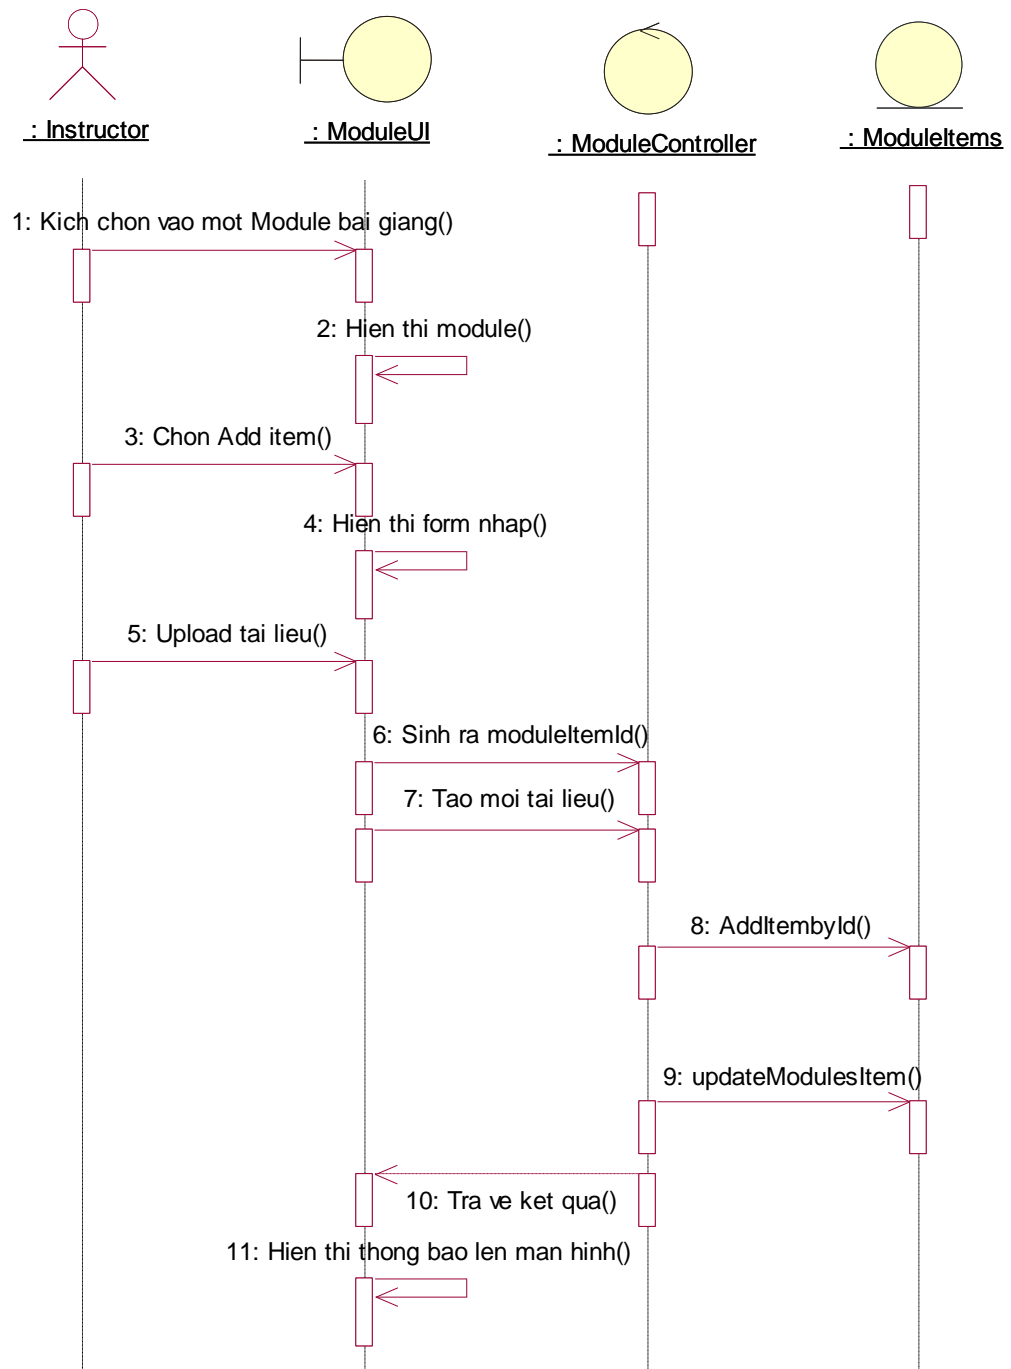 : Instructor
: ModuleUI
: ModuleController
: ModuleItems
1: Kich chon vao mot Module bai giang()
2: Hien thi module()
3: Chon Add item()
4: Hien thi form nhap()
5: Upload tai lieu()
6: Sinh ra moduleItemId()
7: Tao moi tai lieu()
8: AddItembyId()
9: updateModulesItem()
10: Tra ve ket qua()
11: Hien thi thong bao len man hinh()